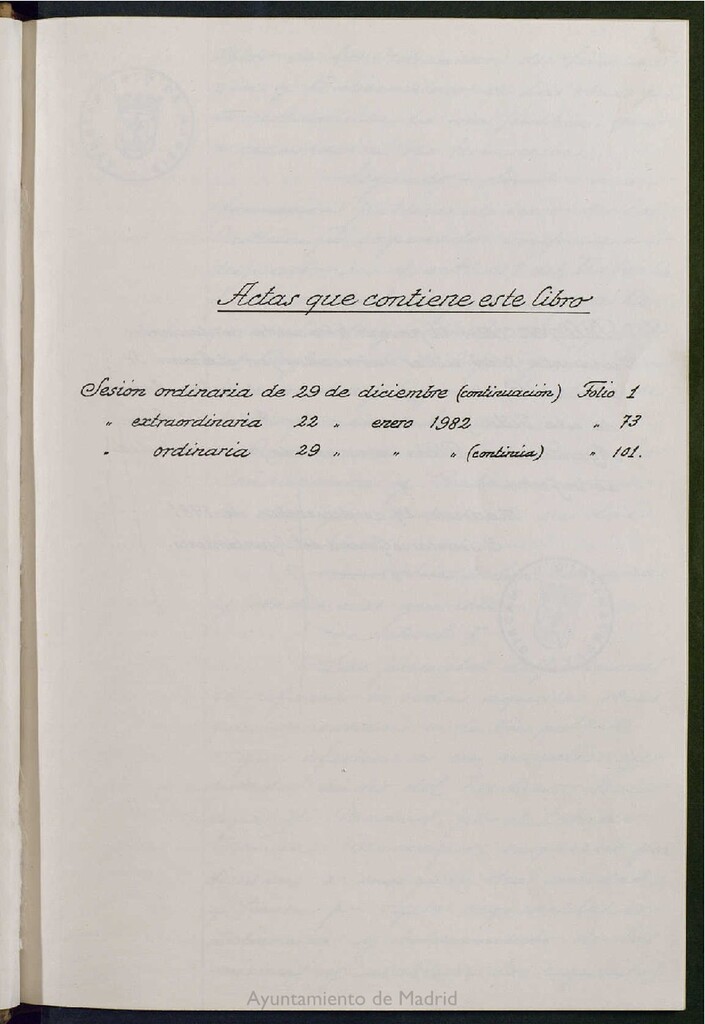 Actas que contiene este libro
Sesión ordinaria de 29 de diciembre (continuación) Folio 1
" extraordinaria 22 " enero 1982 " 73
" ordinaria 29 " " " (continúa) " 101.
Ayuntamiento de Madrid